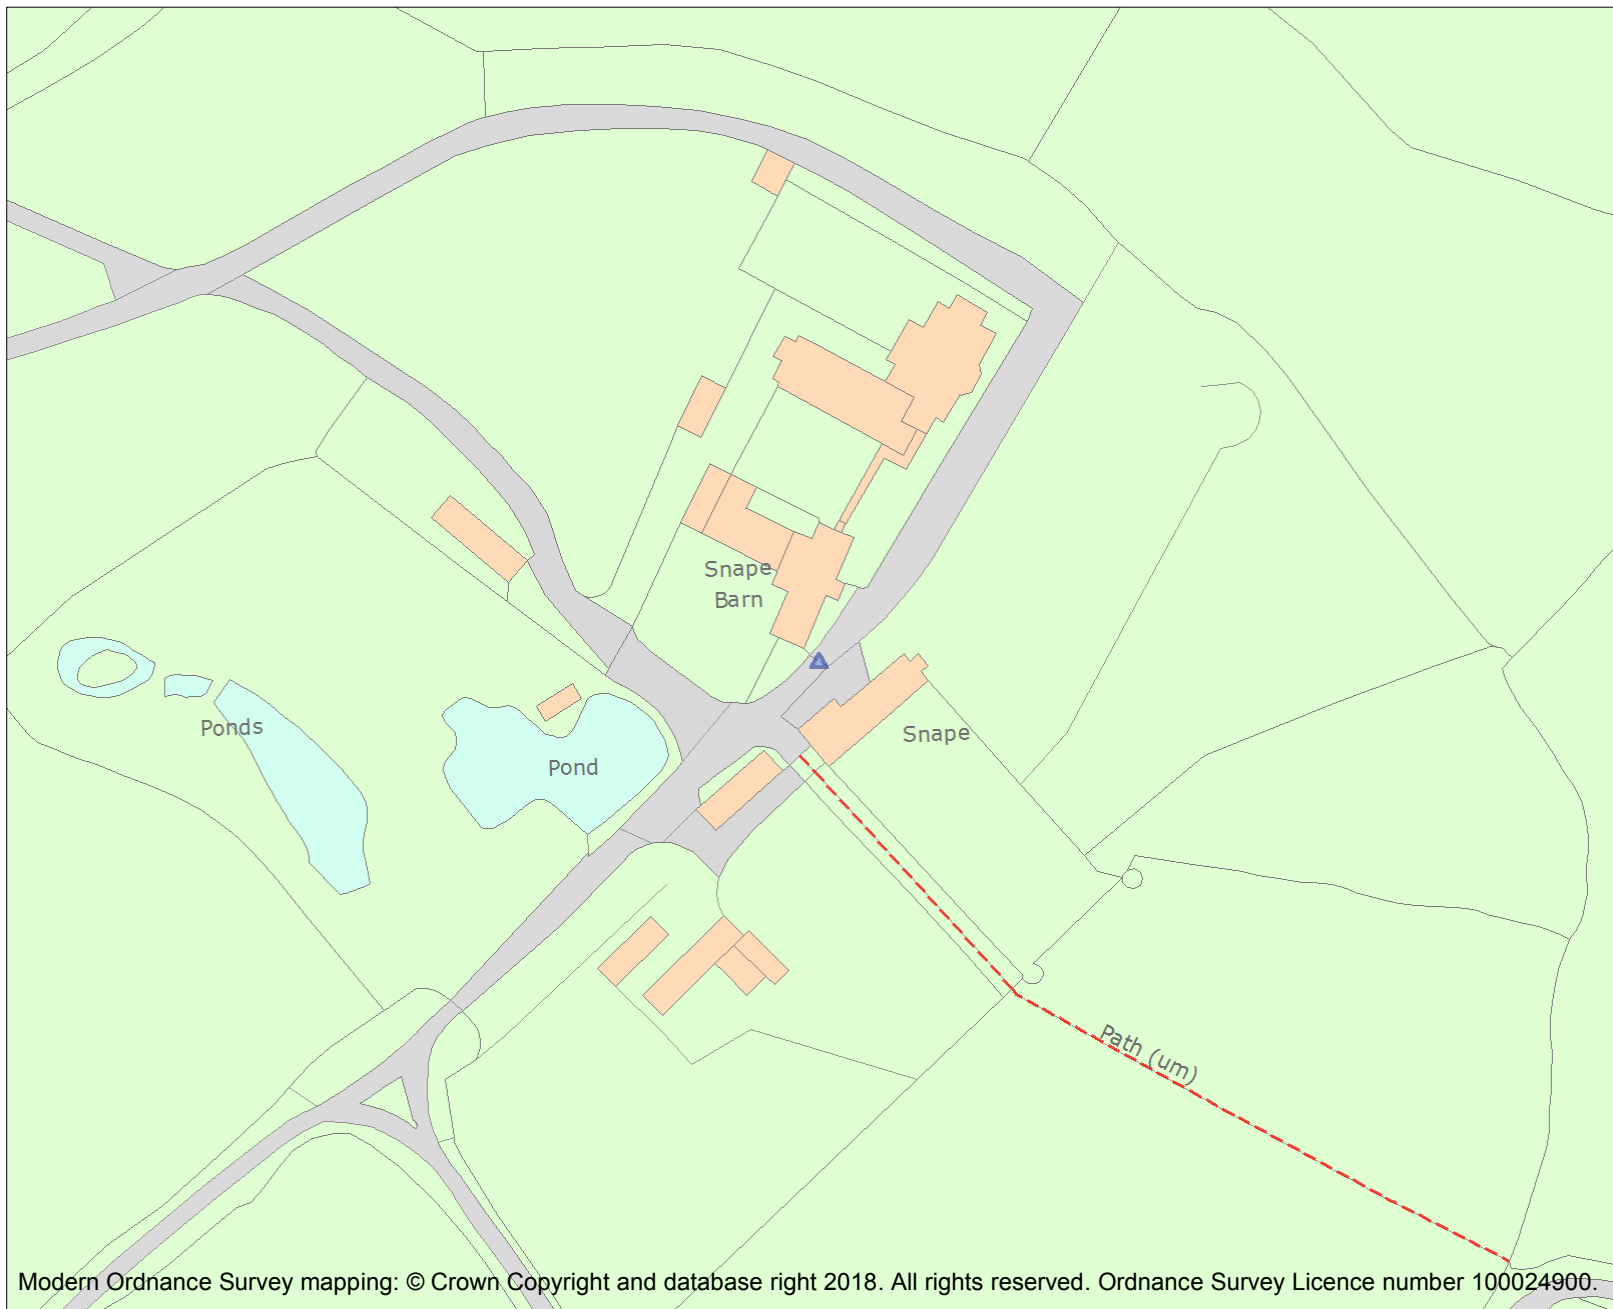 Snape
Barn
Ponds
Pond
Snape
Path (um)
Modern Ordnance Survey mapping: © Crown Copyright and database right 2018. All rights reserved. Ordnance Survey Licence number 100024900.